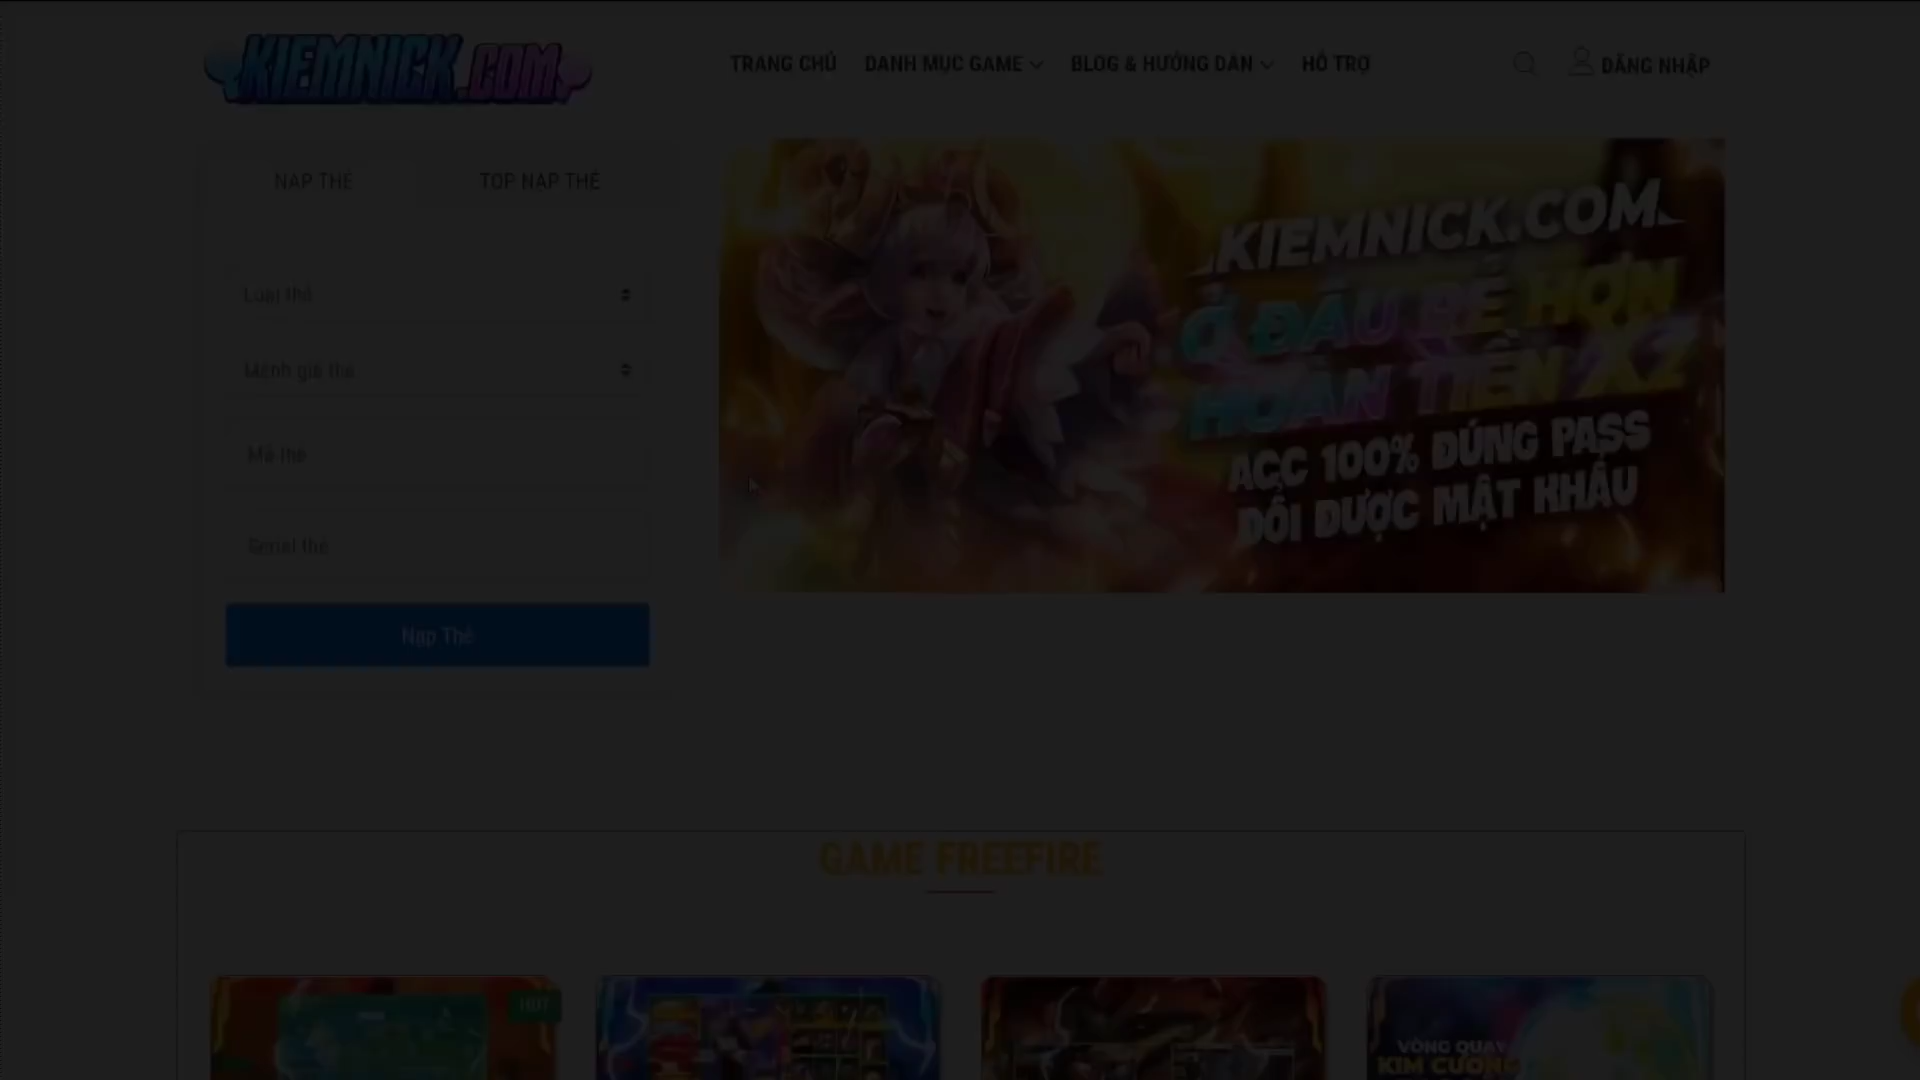 KIEMNICK.COM
TRANG CHỦ
DANH MỤC GAME
BLOG & HƯỚNG DẪN
HỖ TRỢ
ĐĂNG NHẬP
NẠP THẺ
TOP NẠP THẺ
Loại thẻ
Mệnh giá thẻ
Mã thẻ
Serial thẻ
Nạp Thẻ
KIEMNICK.COM
Ở ĐÂU RẺ HƠN
HOÀN TIỀN X2
ACC 100% ĐÚNG PASS
ĐỔI ĐƯỢC MẬT KHẨU
GAME FREEFIRE
HOT
VÒNG QUAY
KIM CƯƠNG